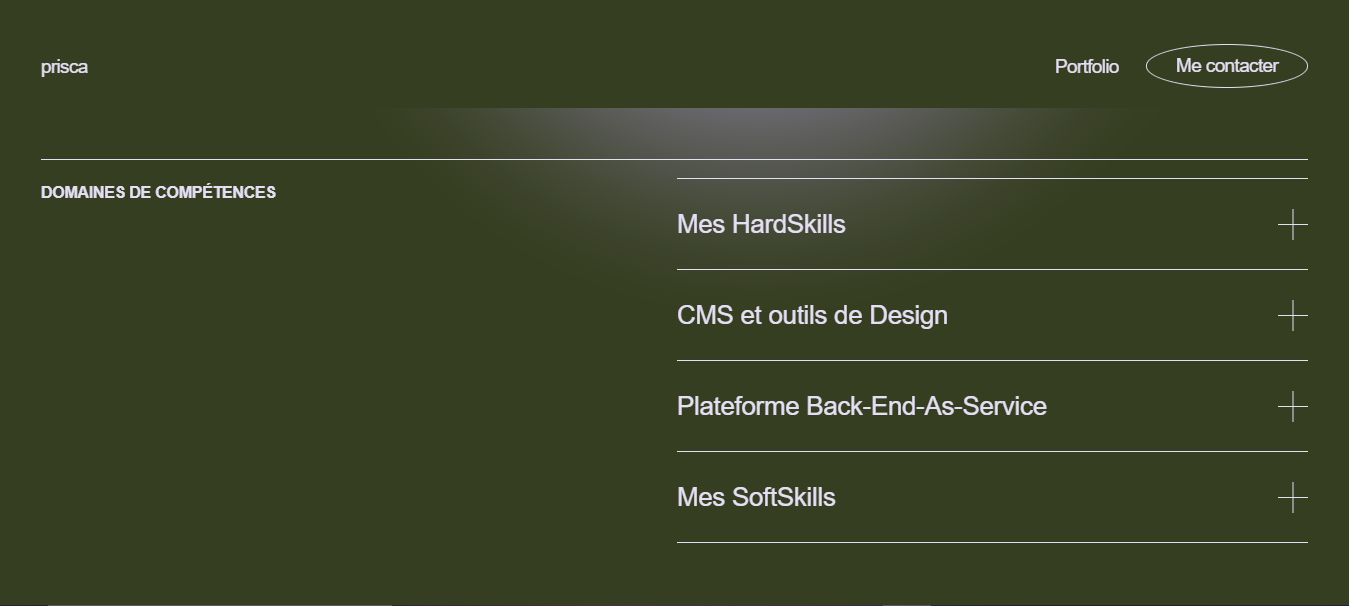 prisca
Portfolio
Me contacter
DOMAINES DE COMPÉTENCES
Mes HardSkills
CMS et outils de Design
Plateforme Back-End-As-Service
Mes SoftSkills